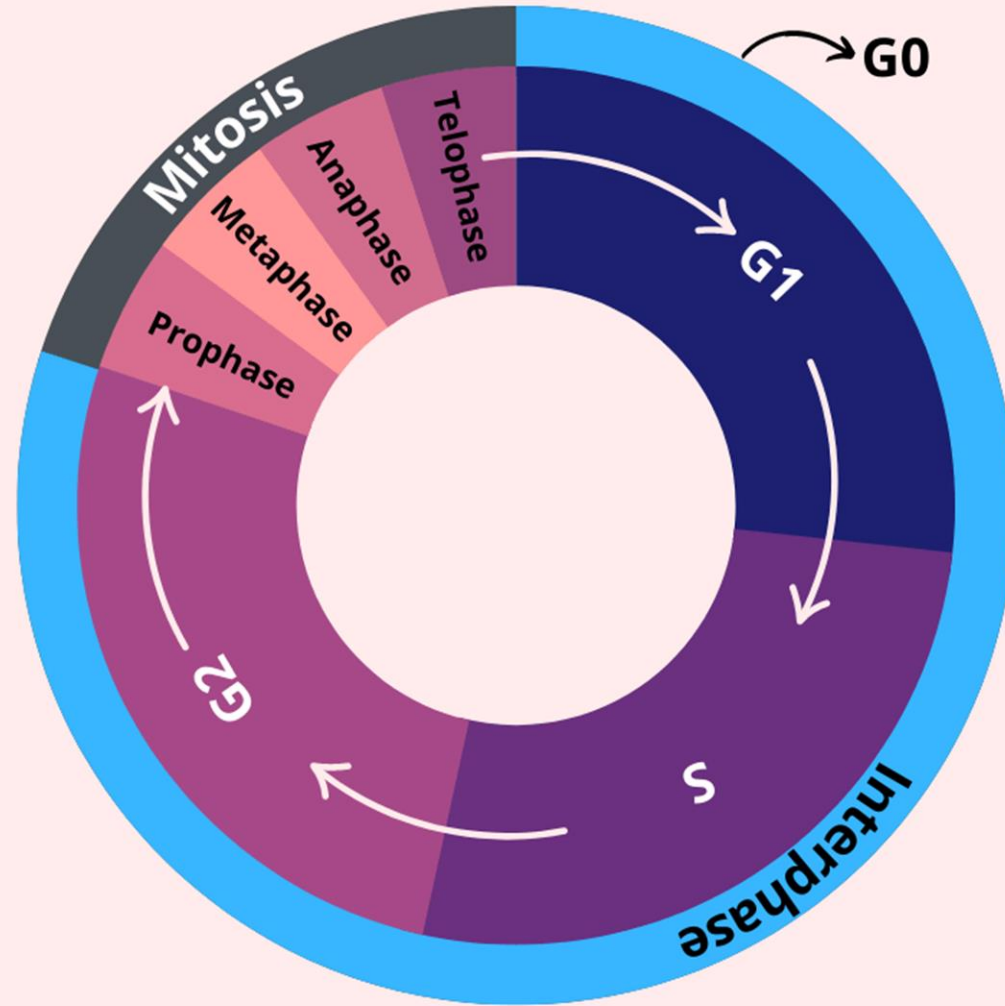 G0
Mitosis
Telophase
Anaphase
Metaphase
Prophase
G1
G2
S
Interphase